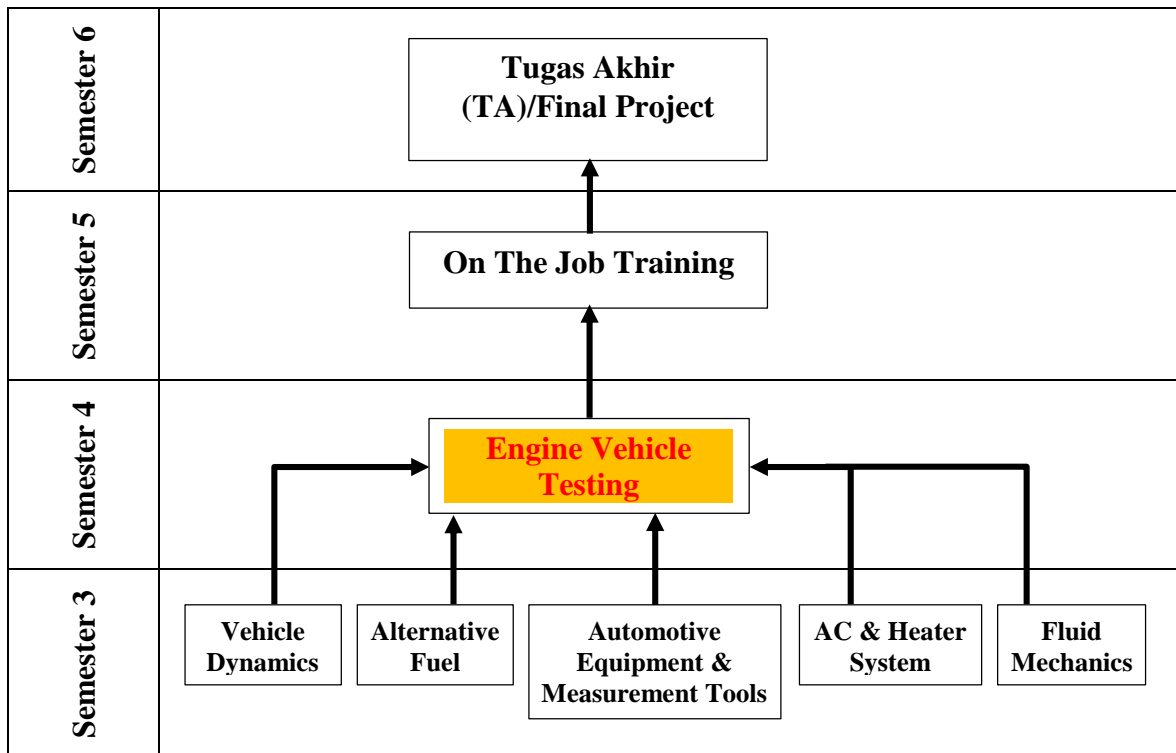 Semester 6
Tugas Akhir
(TA)/Final Project
Semester 5
On The Job Training
Semester 4
Engine Vehicle
Testing
Semester 3
Vehicle
Dynamics
Alternative
Fuel
Automotive
Equipment &
Measurement Tools
AC & Heater
System
Fluid
Mechanics